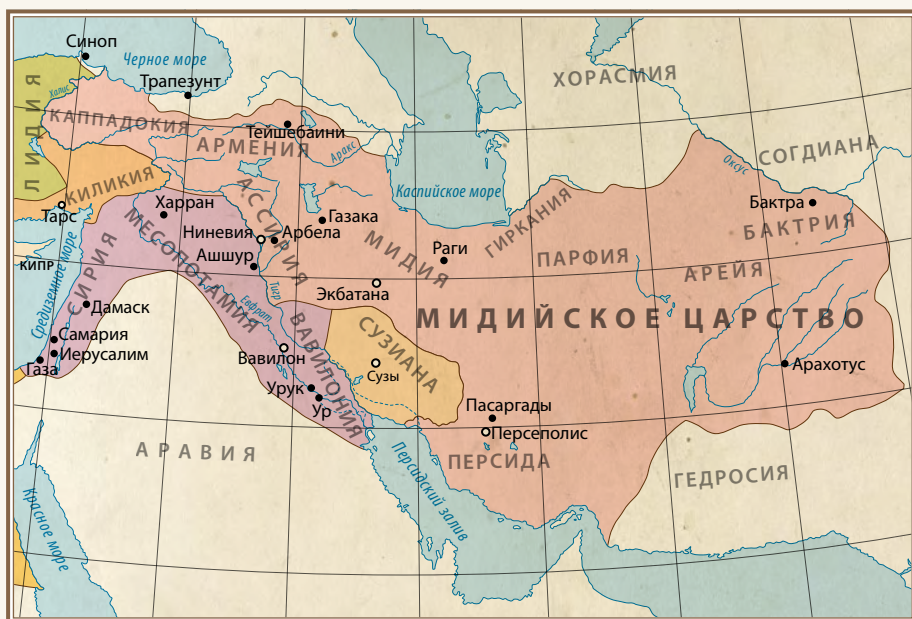 Синоп
Черное море
Трапезунт
ХОРАСМИЯ
ЛИДИЯ
Халис
КАППАДОКИЯ
Тейшебаини
АРМЕНИЯ
Аракс
СОГДИАНА
Оксус
КИЛИКИЯ
Тарс
Харран
АССИРИЯ
Каспийское море
Бактра
БАКТРИЯ
Газака
Ниневия
Арбела
МЕСОПОТАМИЯ
МИДИЯ
Раги
ГИРКАНИЯ
ПАРФИЯ
АРЕЙЯ
КИПР
Средиземное море
СИРИЯ
Ашшур
Тигр
Евфрат
Экбатана
Дамаск
МИДИЙСКОЕ ЦАРСТВО
Самария
Иерусалим
Газа
Вавилон
ВАВИЛОНИЯ
СУЗИАНА
Сузы
Арахотус
Урук
Ур
Пасаргады
Персеполис
АРАВИЯ
Персидский залив
ПЕРСИДА
ГЕДРОСИЯ
Красное море